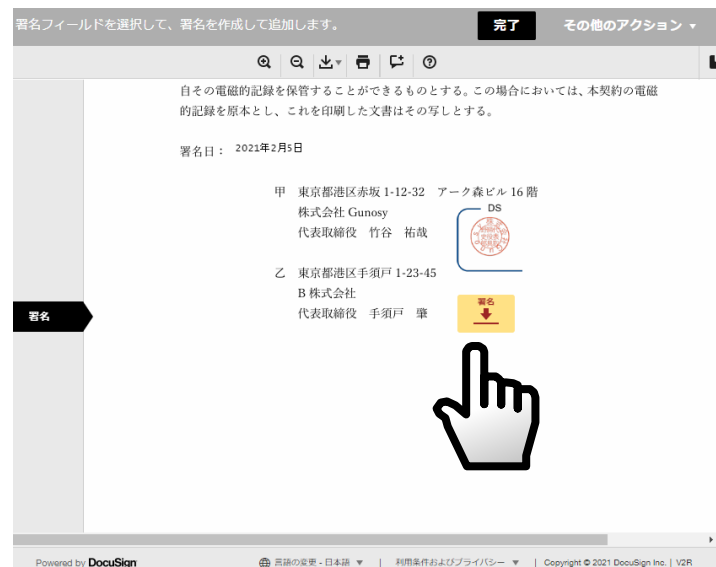 署名フィールドを選択して、署名を作成して追加します。
完了
その他のアクション
自その電磁的記録を保管することができるものとする。この場合においては、本契約の電磁
的記録を原本とし、これを印刷した文書はその写しとする。
署名日： 2021年2月5日
甲 東京都港区赤坂 1-12-32 アーク森ビル 16 階
株式会社 Gunosy
代表取締役 竹谷 祐哉
DS
乙 東京都港区手須戸 1-23-45
B 株式会社
代表取締役 手須戸 肇
署名
署名
Powered by DocuSign
言語の変更 - 日本語 ▼ | 利用条件およびプライバシー ▼ | Copyright © 2021 DocuSign Inc. | V2R